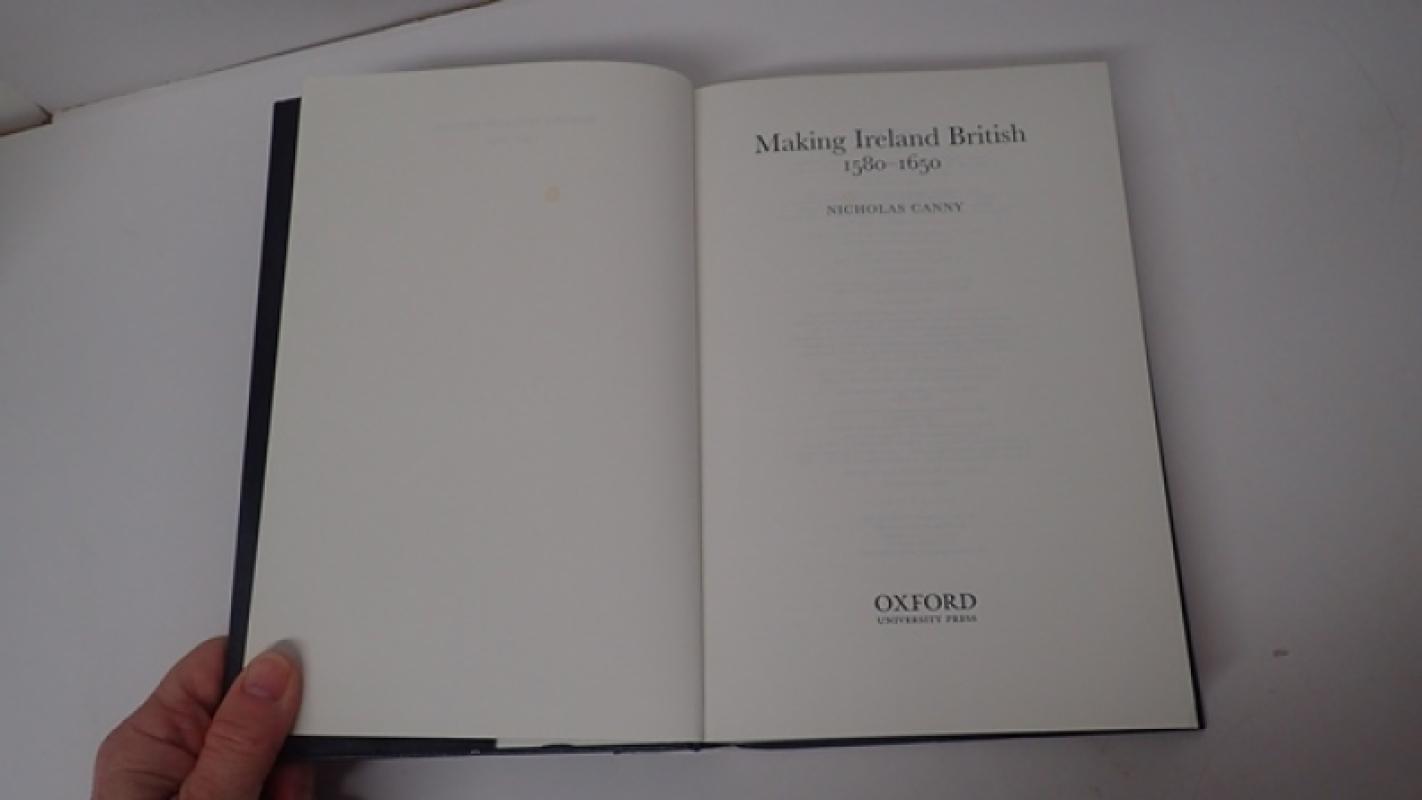 Making Ireland British
1580–1650
NICHOLAS CANNY
OXFORD
UNIVERSITY PRESS